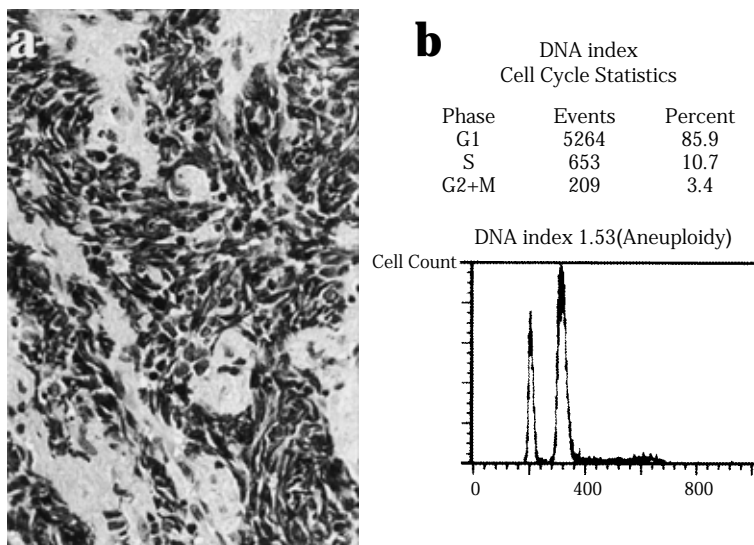 a
b
DNA index
Cell Cycle Statistics
Phase Events Percent
G1 5264 85.9
S 653 10.7
G2+M 209 3.4
DNA index 1.53(Aneuploidy)
Cell Count
0 400 800